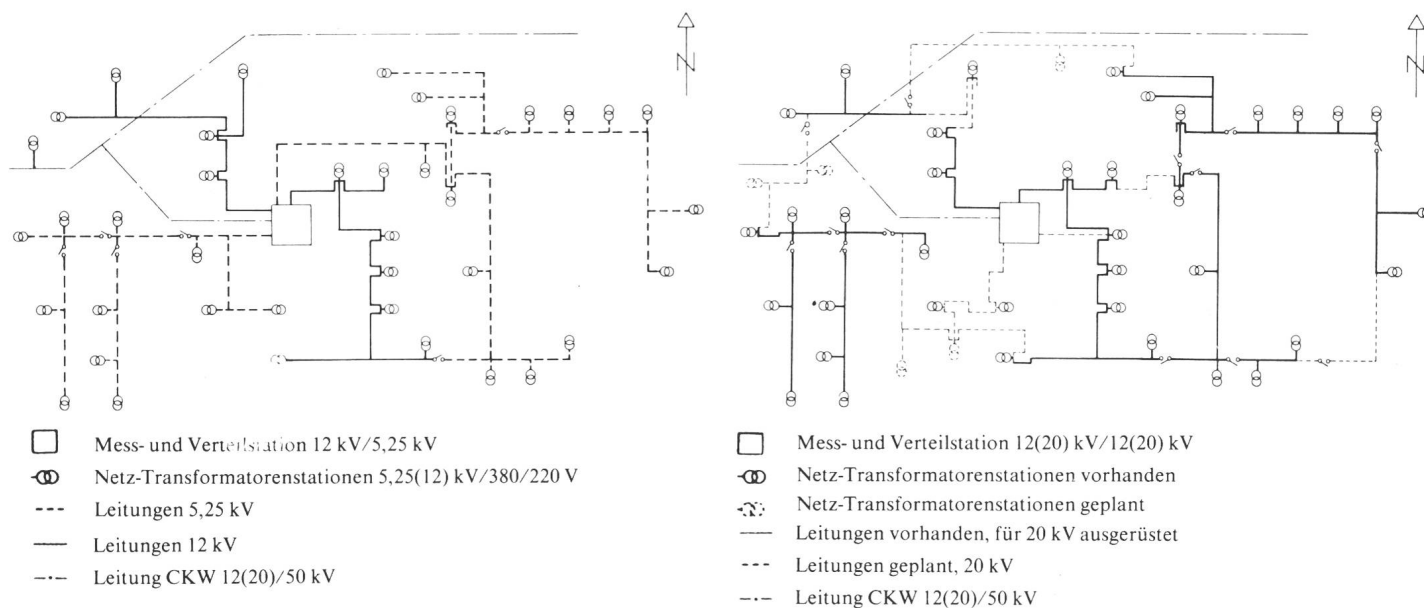 N
N
Mess- und Verteilstation 12 kV/5,25 kV
Netz-Transformatorenstationen 5,25(12) kV/380/220 V
Leitungen 5,25 kV
Leitungen 12 kV
Leitung CKW 12(20)/50 kV
Mess- und Verteilstation 12(20) kV/12(20) kV
Netz-Transformatorenstationen vorhanden
Netz-Transformatorenstationen geplant
Leitungen vorhanden, für 20 kV ausgerüstet
Leitungen geplant, 20 kV
Leitung CKW 12(20)/50 kV